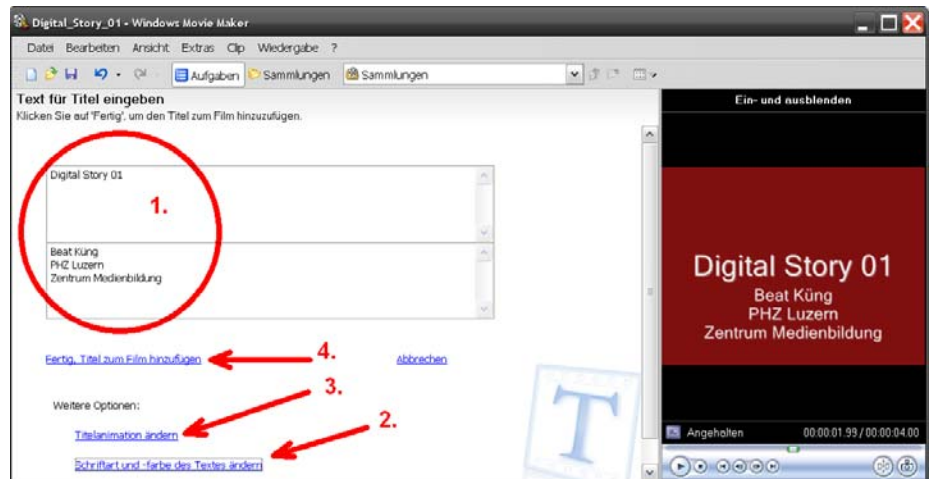 Digital_Story_01 - Windows Movie Maker
Datei Bearbeiten Ansicht Extras Clip Wiedergabe ?
Aufgaben Sammlungen Sammlungen
Text für Titel eingeben
Klicken Sie auf 'Fertig', um den Titel zum Film hinzuzufügen.
Digital Story 01
1.
Beat Küng
PHZ Luzern
Zentrum Medienbildung
Fertig, Titel zum Film hinzufügen
4.
Abbrechen
3.
Weitere Optionen:
2.
Titelanimation ändern
Schriftart und -farbe des Textes ändern
T
Ein- und ausblenden
Digital Story 01
Beat Küng
PHZ Luzern
Zentrum Medienbildung
Angehalten 00:00:01.99 / 00:00:04.00